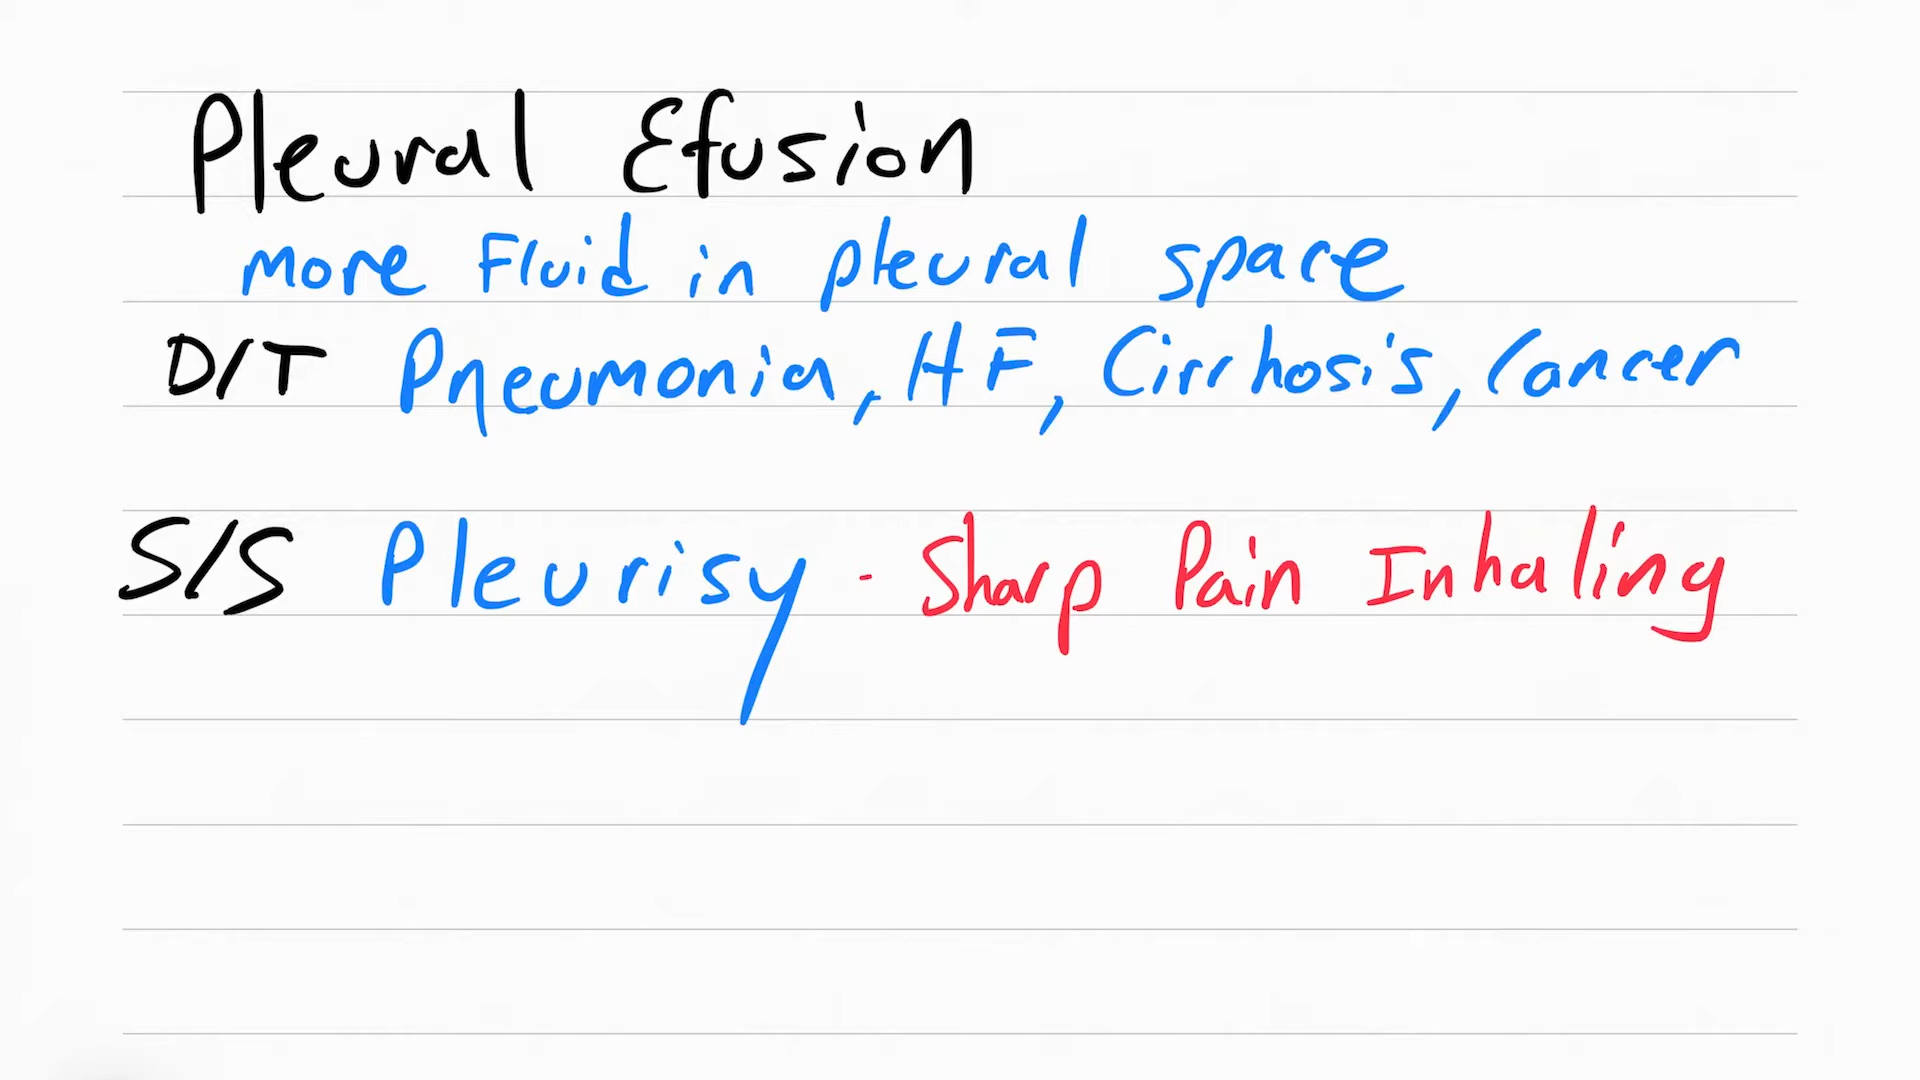 Pleural Efusion
more Fluid in pleural space
D/T Pneumonia, HF, Cirrhosis, Cancer
S/S Pleurisy - Sharp Pain Inhaling